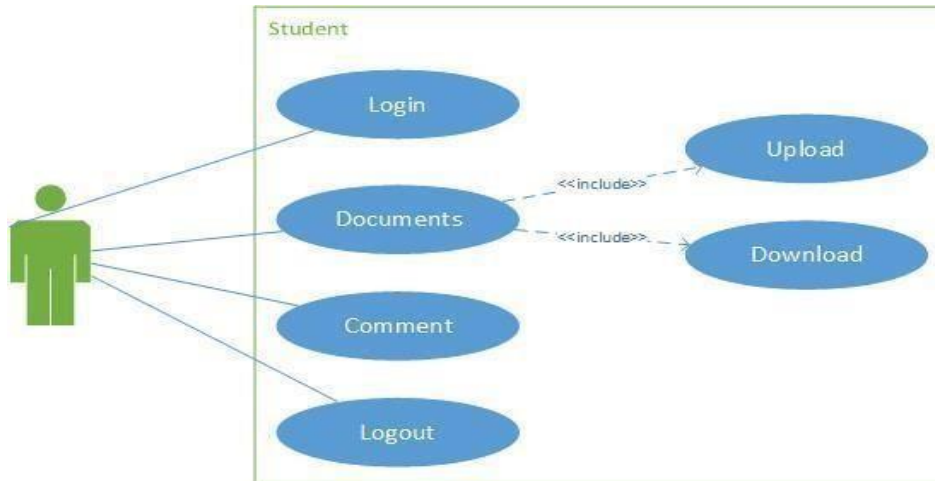 Student
Login
Upload
<<include>>
Documents
<<include>>
Download
Comment
Logout